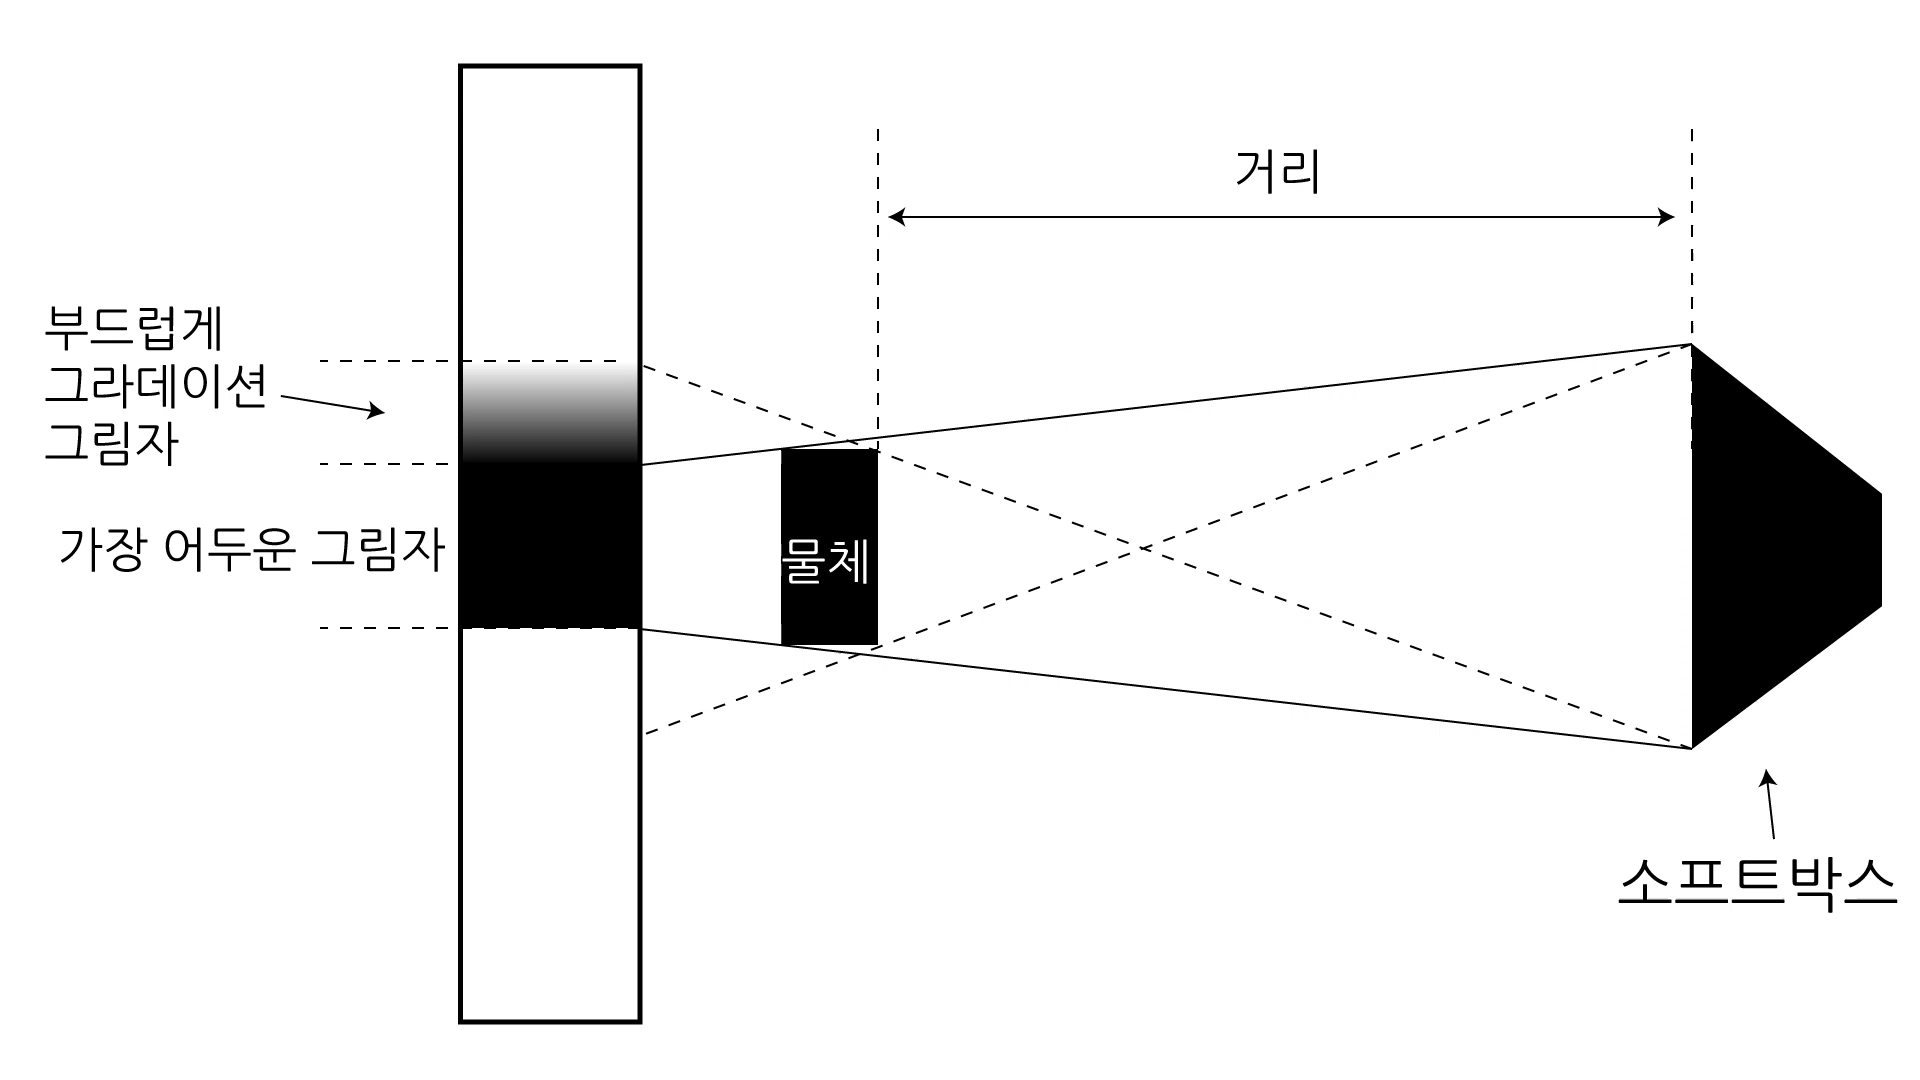 거리
부드럽게
그라데이션
그림자
가장 어두운 그림자
물체
소프트박스